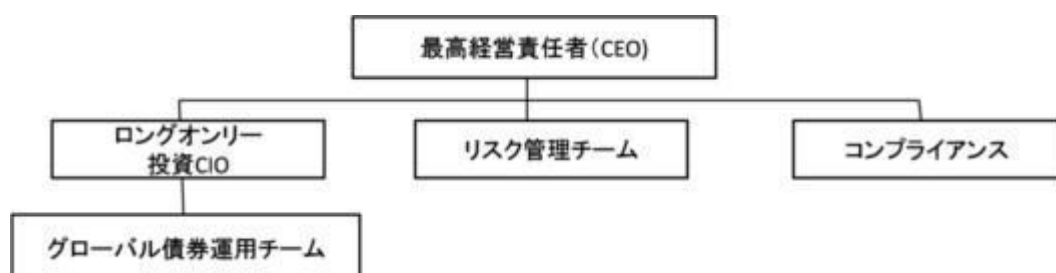 最高経営責任者（CEO)
ロングオンリー
投資CIO
リスク管理チーム
コンプライアンス
グローバル債券運用チーム